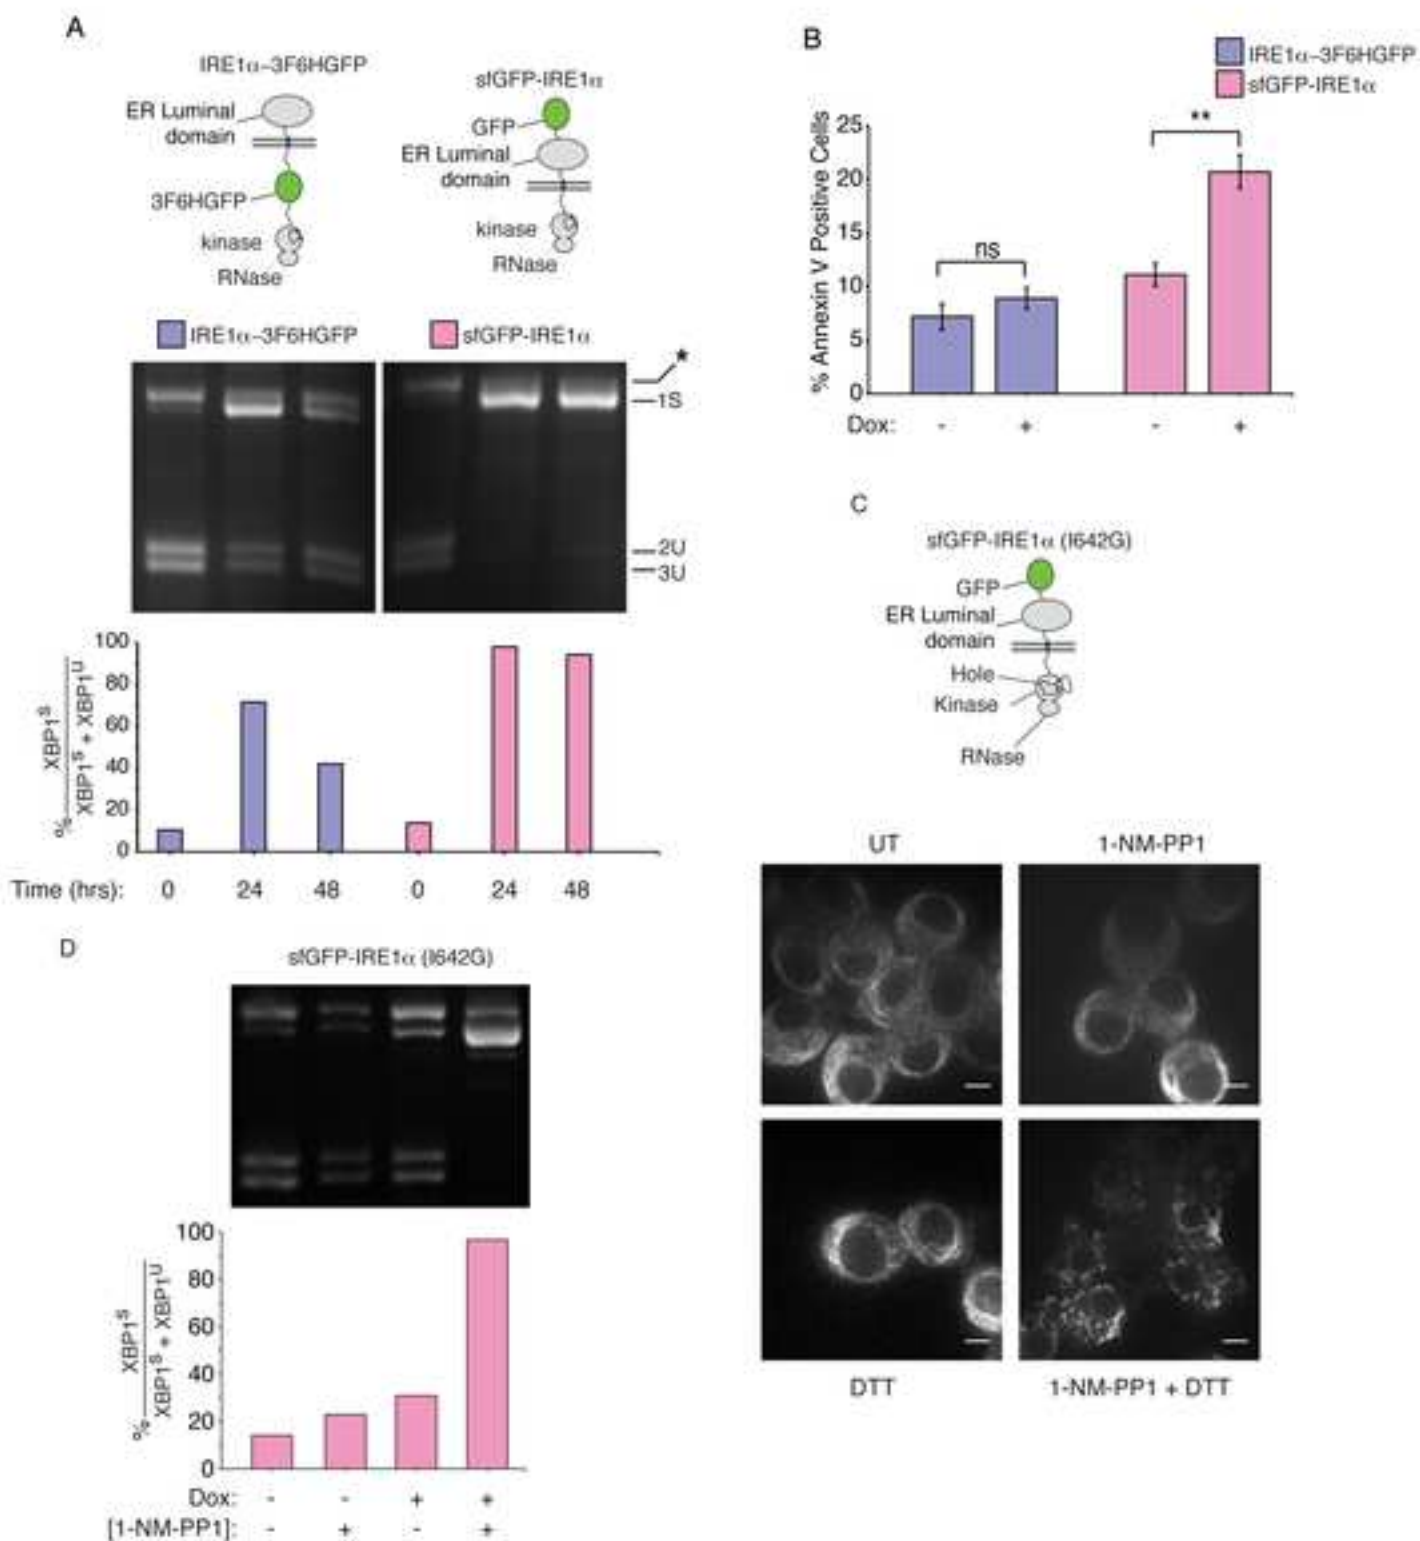 A
IRE1α–3F6HGFP
ER Luminal
domain
3F6HGFP
kinase
RNase
sfGFP-IRE1α
GFP
ER Luminal
domain
kinase
RNase
IRE1α–3F6HGFP
sfGFP-IRE1α
*
1S
2U
3U
% XBP1S
XBP1S + XBP1U
100
80
60
40
20
0
Time (hrs): 0 24 48 0 24 48
B
IRE1α–3F6HGFP
sfGFP-IRE1α
% Annexin V Positive Cells
25
20
15
10
5
0
ns
**
Dox: - + - +
C
sfGFP-IRE1α (I642G)
GFP
ER Luminal
domain
Hole
Kinase
RNase
UT
1-NM-PP1
DTT
1-NM-PP1 + DTT
D
sfGFP-IRE1α (I642G)
% XBP1S
XBP1S + XBP1U
100
80
60
40
20
0
Dox: - - + +
[1-NM-PP1]: - + - +